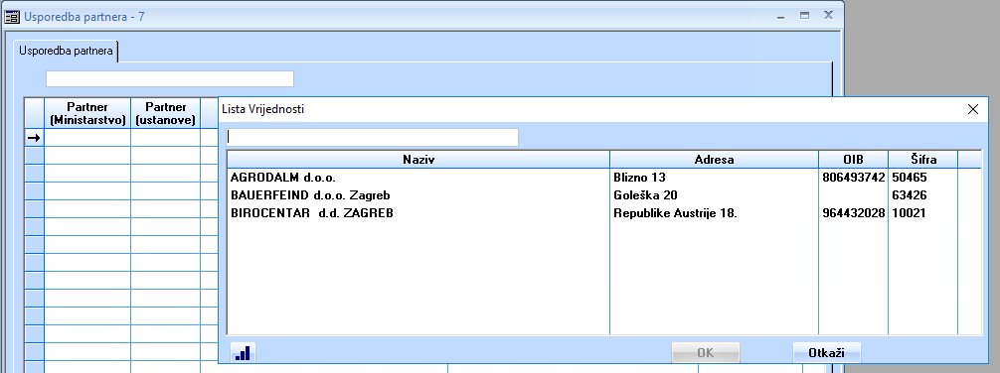 Usporedba partnera - 7
Usporedba partnera
Partner (Ministarstvo) Partner (ustanove)
Lista Vrijednosti
Naziv Adresa OIB Šifra
AGRODALM d.o.o. Blizno 13 806493742 50465
BAUERFEIND d.o.o. Zagreb Goleška 20 63426
BIROCENTAR d.d. ZAGREB Republike Austrije 18. 964432028 10021
OK Otkaži